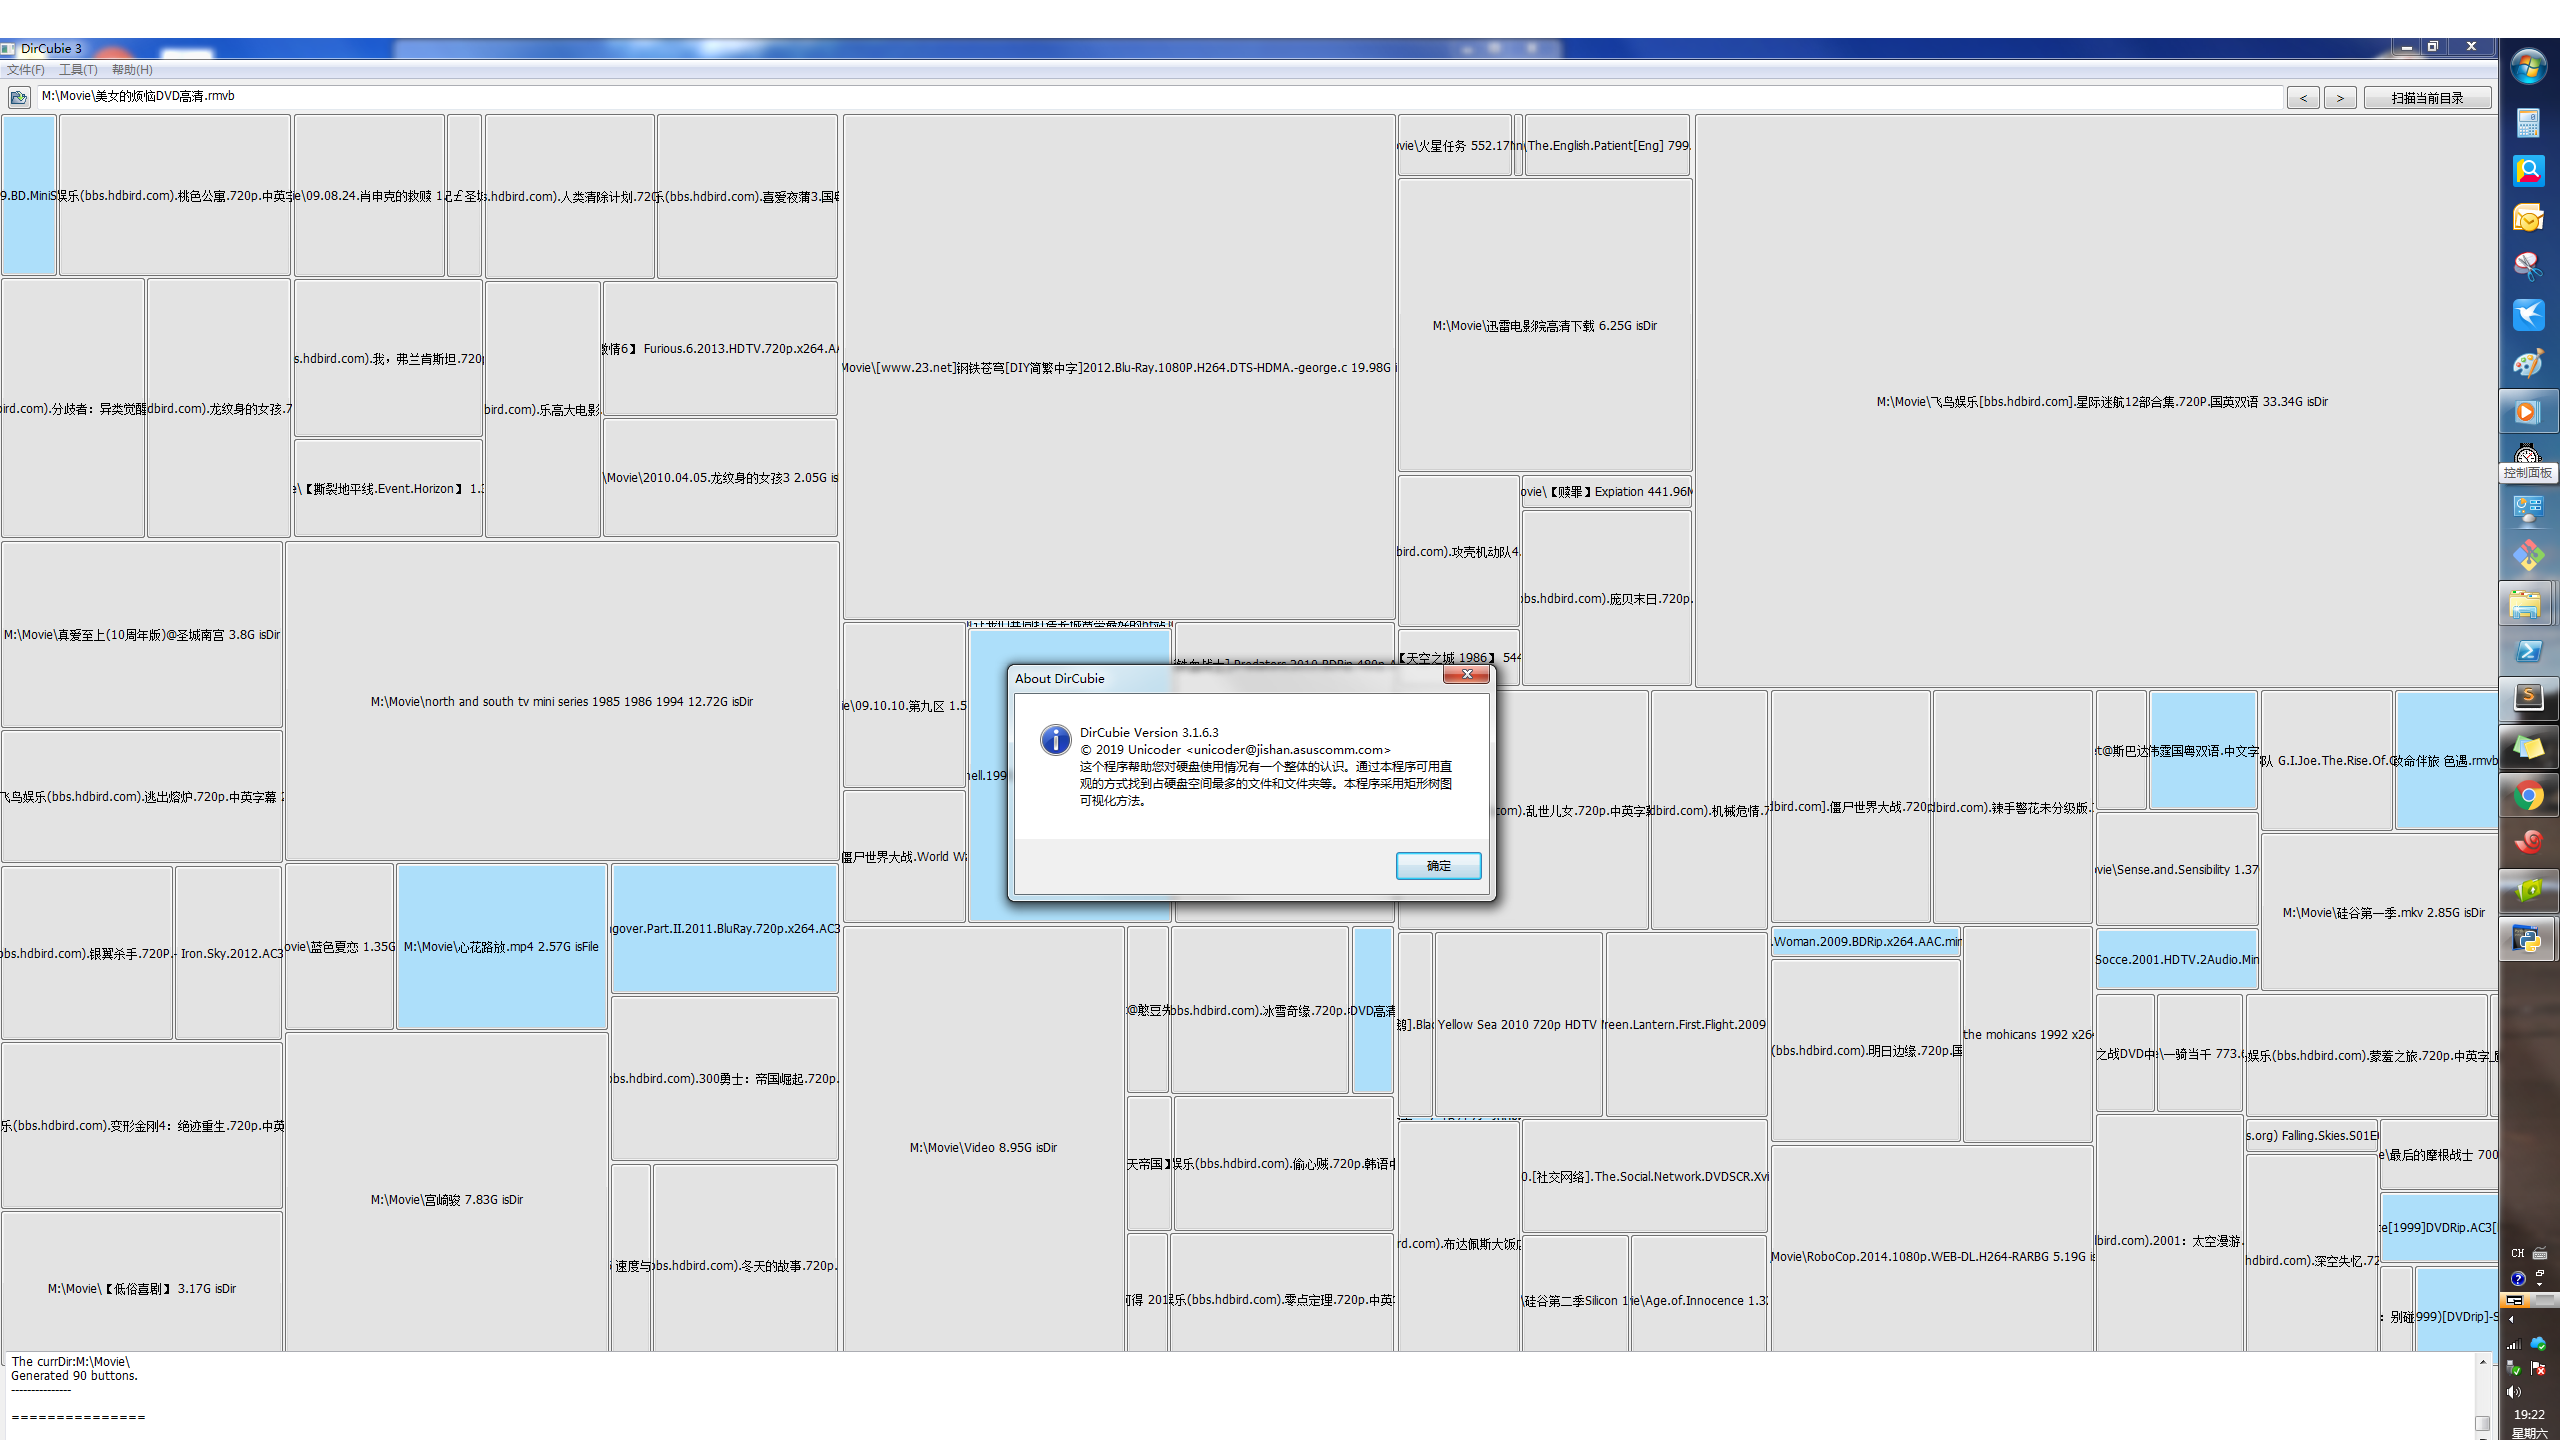 DirCubie 3
文件(F) 工具(T) 帮助(H)
M:\Movie\美女的烦恼DVD高清.rmvb
< > 扫描当前目录
9.BD.MiniS
娱乐(bbs.hdbird.com).桃色公寓.720p.中英字
e\09.08.24.肖申克的救赎 1.
s.hdbird.com).人类清除计划.720
乐(bbs.hdbird.com).喜爱夜蒲3.国粤
ird.com).分歧者：异类觉醒
dbird.com).龙纹身的女孩.7
s.hdbird.com).我，弗兰肯斯坦.720p
e\【撕裂地平线.Event.Horizon】 1.3
bird.com).乐高大电影
激情6】 Furious.6.2013.HDTV.720p.x264.AA
\Movie\2010.04.05.龙纹身的女孩3 2.05G is
Movie\[www.23.net]钢铁苍穹[DIY简繁中字]2012.Blu-Ray.1080P.H264.DTS-HDMA.-george.c 19.98G i
vie\火星任务 552.17M
\The.English.Patient[Eng] 799.
M:\Movie\迅雷电影院高清下载 6.25G isDir
M:\Movie\飞鸟娱乐[bbs.hdbird.com].星际迷航12部合集.720P.国英双语 33.34G isDir
bird.com).攻壳机动队4.
ovie\【赎罪】Expiation 441.96M
bbs.hdbird.com).庞贝末日.720p.
【天空之城 1986】 544
M:\Movie\真爱至上(10周年版)@圣城南宫 3.8G isDir
M:\Movie\north and south tv mini series 1985 1986 1994 12.72G isDir
飞鸟娱乐(bbs.hdbird.com).逃出熔炉.720p.中英字幕 2
ie\09.10.10.第九区 1.5
hell.199
僵尸世界大战.World Wa
About DirCubie
DirCubie Version 3.1.6.3
© 2019 Unicoder <unicoder@jishan.asuscomm.com>
这个程序帮助您对硬盘使用情况有一个整体的认识。通过本程序可用直
观的方式找到占硬盘空间最多的文件和文件夹等。本程序采用矩形树图
可视化方法。
确定
com).乱世儿女.720p.中英字
dbird.com).机械危情.7
dbird.com].僵尸世界大战.720p
dbird.com).辣手警花未分级版.
t@斯巴达
伟霆国粤双语.中文字
队 G.I.Joe.The.Rise.Of.C
致命伴旅 色遇.rmvb
vie\Sense.and.Sensibility 1.37
M:\Movie\硅谷第一季.mkv 2.85G isDir
bbs.hdbird.com).银翼杀手.720P.
- Iron.Sky.2012.AC3
ovie\蓝色夏恋 1.35G
M:\Movie\心花路放.mp4 2.57G isFile
ngover.Part.II.2011.BluRay.720p.x264.AC3
.Woman.2009.BDRip.x264.AAC.min
Socce.2001.HDTV.2Audio.Min
@憨豆先
bbs.hdbird.com).冰雪奇缘.720p.
DVD高清
].Bla
Yellow Sea 2010 720p HDTV
reen.Lantern.First.Flight.2009
(bbs.hdbird.com).明日边缘.720p.国
the mohicans 1992 x264
之战DVD中
\一骑当千 773.
娱乐(bbs.hdbird.com).蒙羞之旅.720p.中英字
乐(bbs.hdbird.com).变形金刚4：绝迹重生.720p.中英
bbs.hdbird.com).300勇士：帝国崛起.720p.
M:\Movie\宫崎骏 7.83G isDir
M:\Movie\Video 8.95G isDir
天帝国】
娱乐(bbs.hdbird.com).偷心贼.720p.韩语中
0.[社交网络].The.Social.Network.DVDSCR.Xvi
s.org) Falling.Skies.S01E
e\最后的摩根战士 700
M:\Movie\【低俗喜剧】 3.17G isDir
速度与
bbs.hdbird.com).冬天的故事.720p.
何得 201
娱乐(bbs.hdbird.com).零点定理.720p.中英
rd.com).布达佩斯大饭店
\硅谷第二季Silicon 1
ie\Age.of.Innocence 1.3
Movie\RoboCop.2014.1080p.WEB-DL.H264-RARBG 5.19G is
bird.com).2001：太空漫游.
hdbird.com).深空失忆.72
e[1999]DVDRip.AC3[
：别碰
999)[DVDrip]-S
The currDir:M:\Movie\
Generated 90 buttons.
---------------
===============
控制面板
CH
19:22
星期六